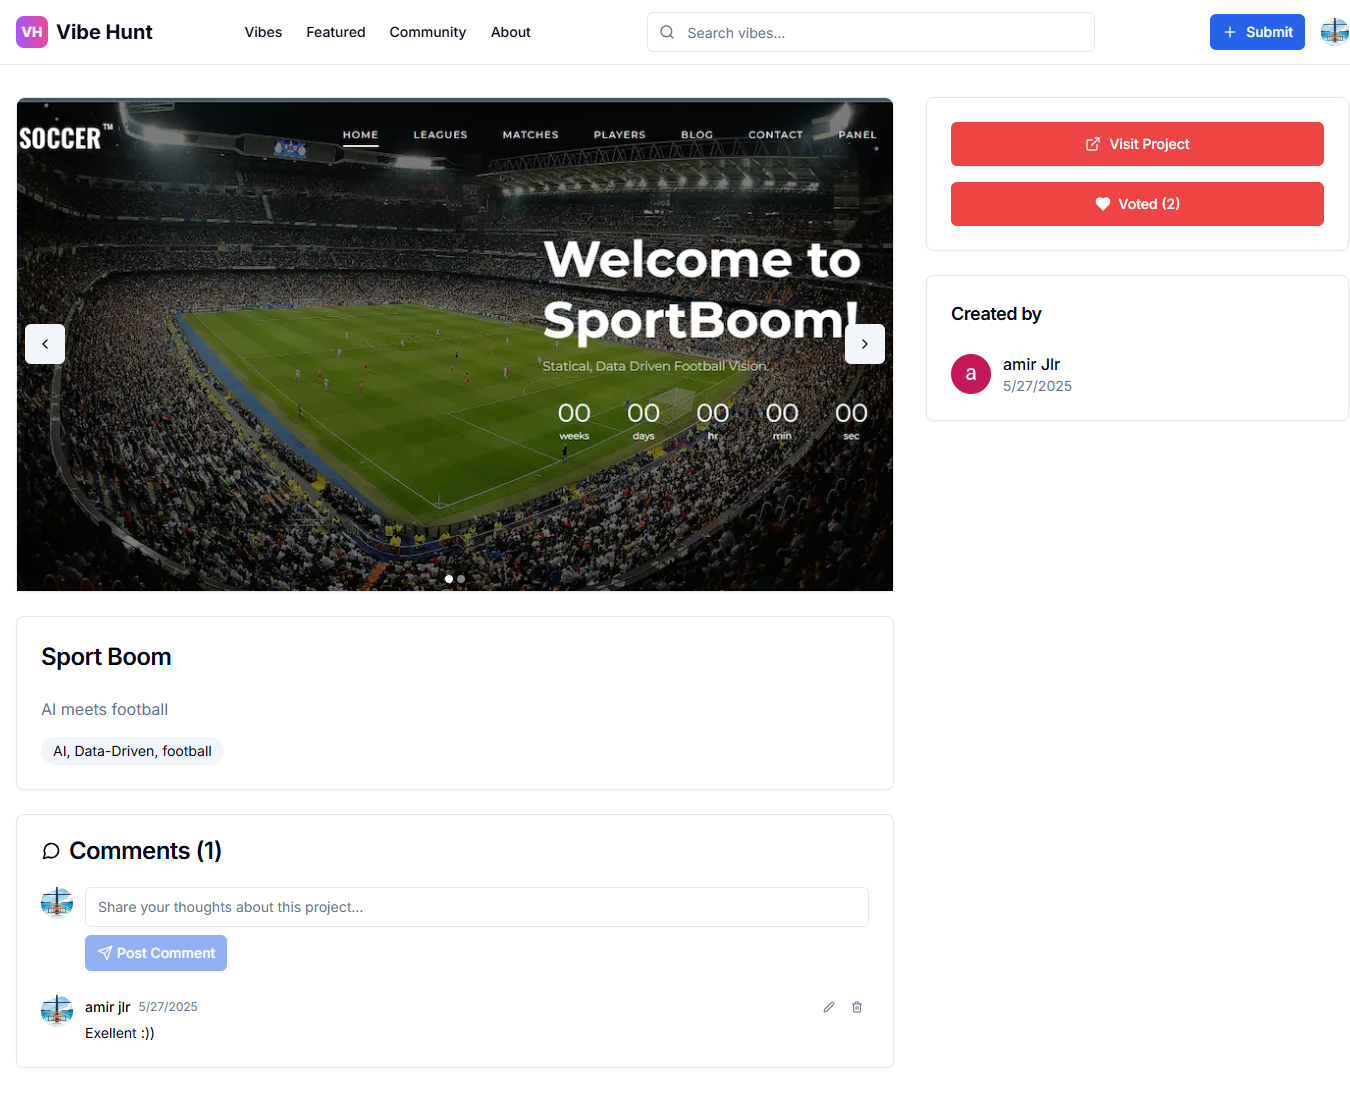 VH Vibe Hunt Vibes Featured Community About Search vibes... Submit
SOCCER™ HOME LEAGUES MATCHES PLAYERS BLOG CONTACT PANEL
Welcome to
SportBoom!
Statical, Data Driven Football Vision.
00 00 00 00 00
weeks days hr min sec
Visit Project
Voted (2)
Created by
a
amir Jlr
5/27/2025
Sport Boom
AI meets football
AI, Data-Driven, football
Comments (1)
Share your thoughts about this project...
Post Comment
amir jlr 5/27/2025
Exellent :))